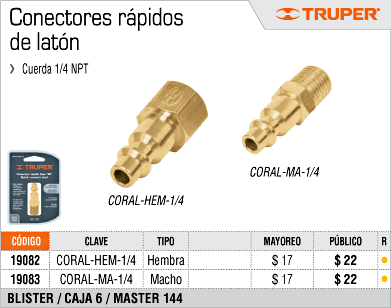 Conectores rápidos
de latón
TRUPER
❯ Cuerda 1/4 NPT
CORAL-HEM-1/4
CORAL-MA-1/4
TRUPER
CÓDIGO CLAVE TIPO MAYOREO PÚBLICO R
19082 CORAL-HEM-1/4 Hembra $ 17 $ 22 ●
19083 CORAL-MA-1/4 Macho $ 17 $ 22 ●
BLISTER / CAJA 6 / MASTER 144